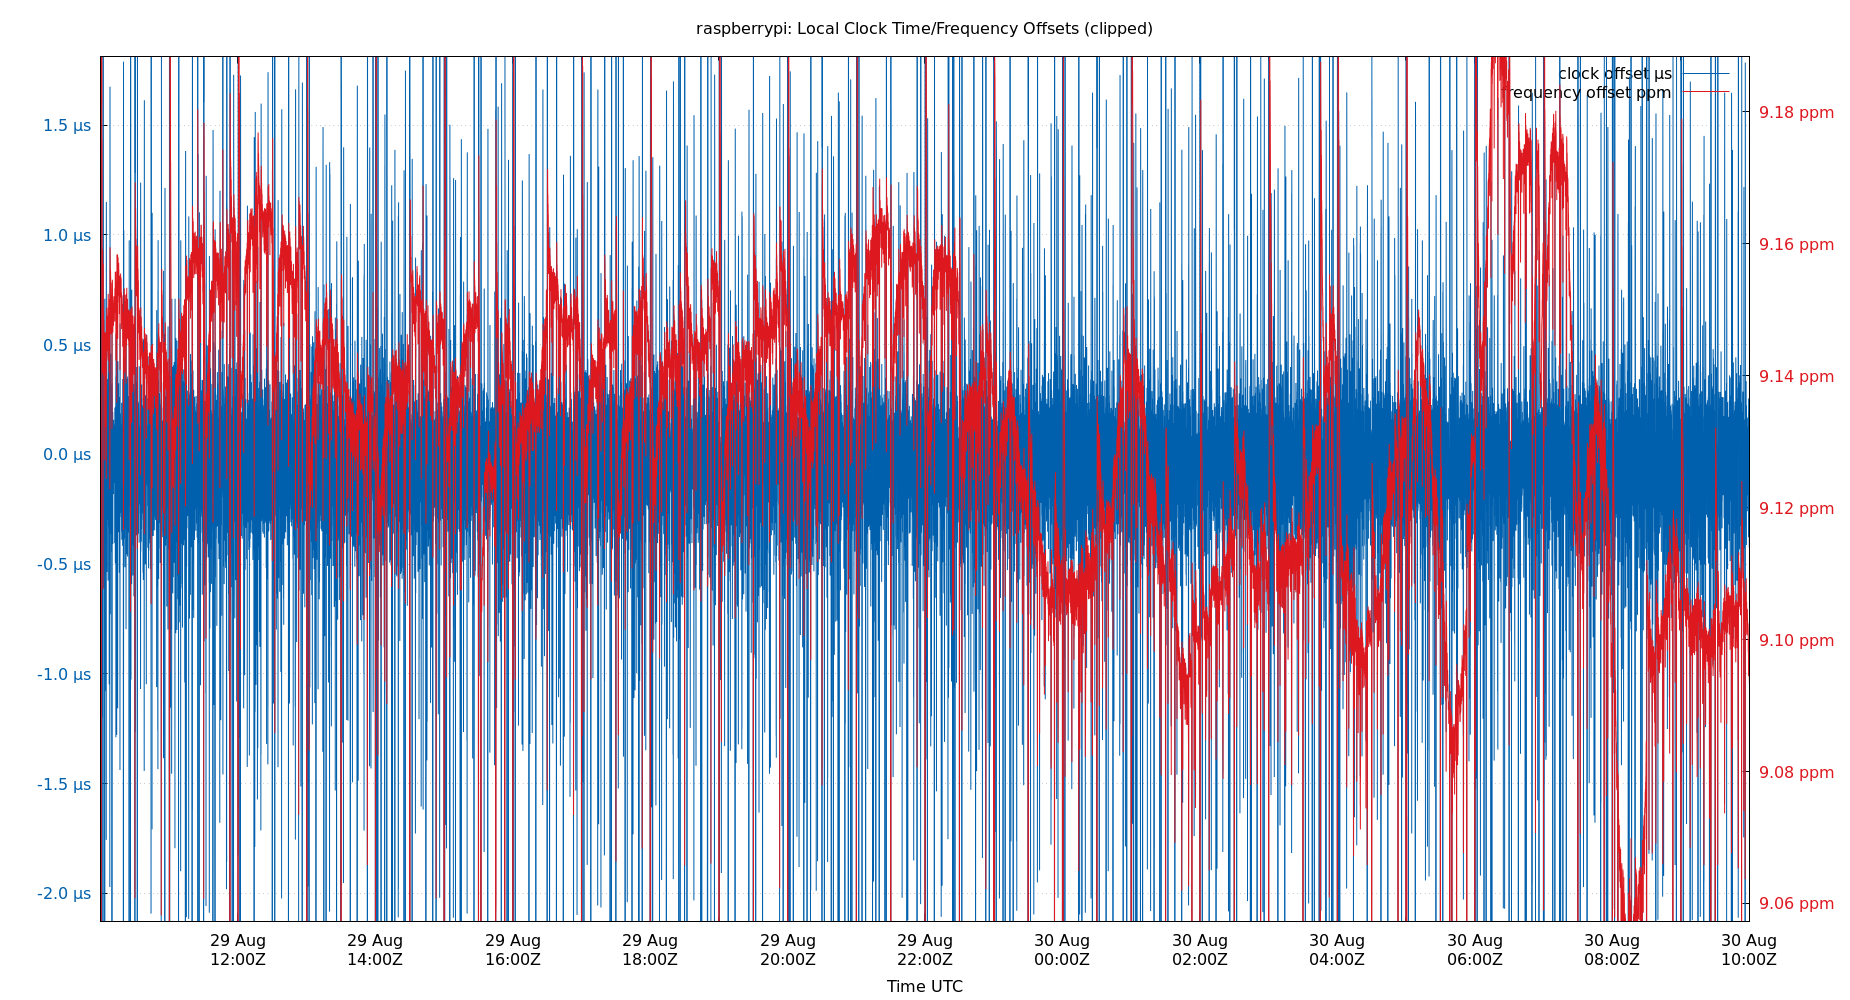 raspberrypi: Local Clock Time/Frequency Offsets (clipped)
clock offset µs
frequency offset ppm
1.5 µs
1.0 µs
0.5 µs
0.0 µs
-0.5 µs
-1.0 µs
-1.5 µs
-2.0 µs
9.18 ppm
9.16 ppm
9.14 ppm
9.12 ppm
9.10 ppm
9.08 ppm
9.06 ppm
29 Aug
12:00Z
29 Aug
14:00Z
29 Aug
16:00Z
29 Aug
18:00Z
29 Aug
20:00Z
29 Aug
22:00Z
30 Aug
00:00Z
30 Aug
02:00Z
30 Aug
04:00Z
30 Aug
06:00Z
30 Aug
08:00Z
30 Aug
10:00Z
Time UTC